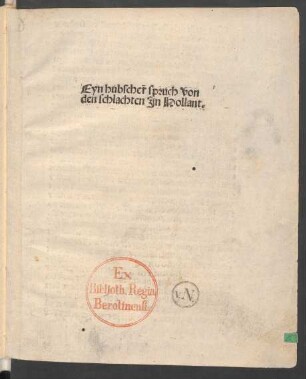 Eyn hubscher spruch von
den schlachten Jn Hollant.
Ex
Biblioth. Regia
Berolinensi.
v.N.